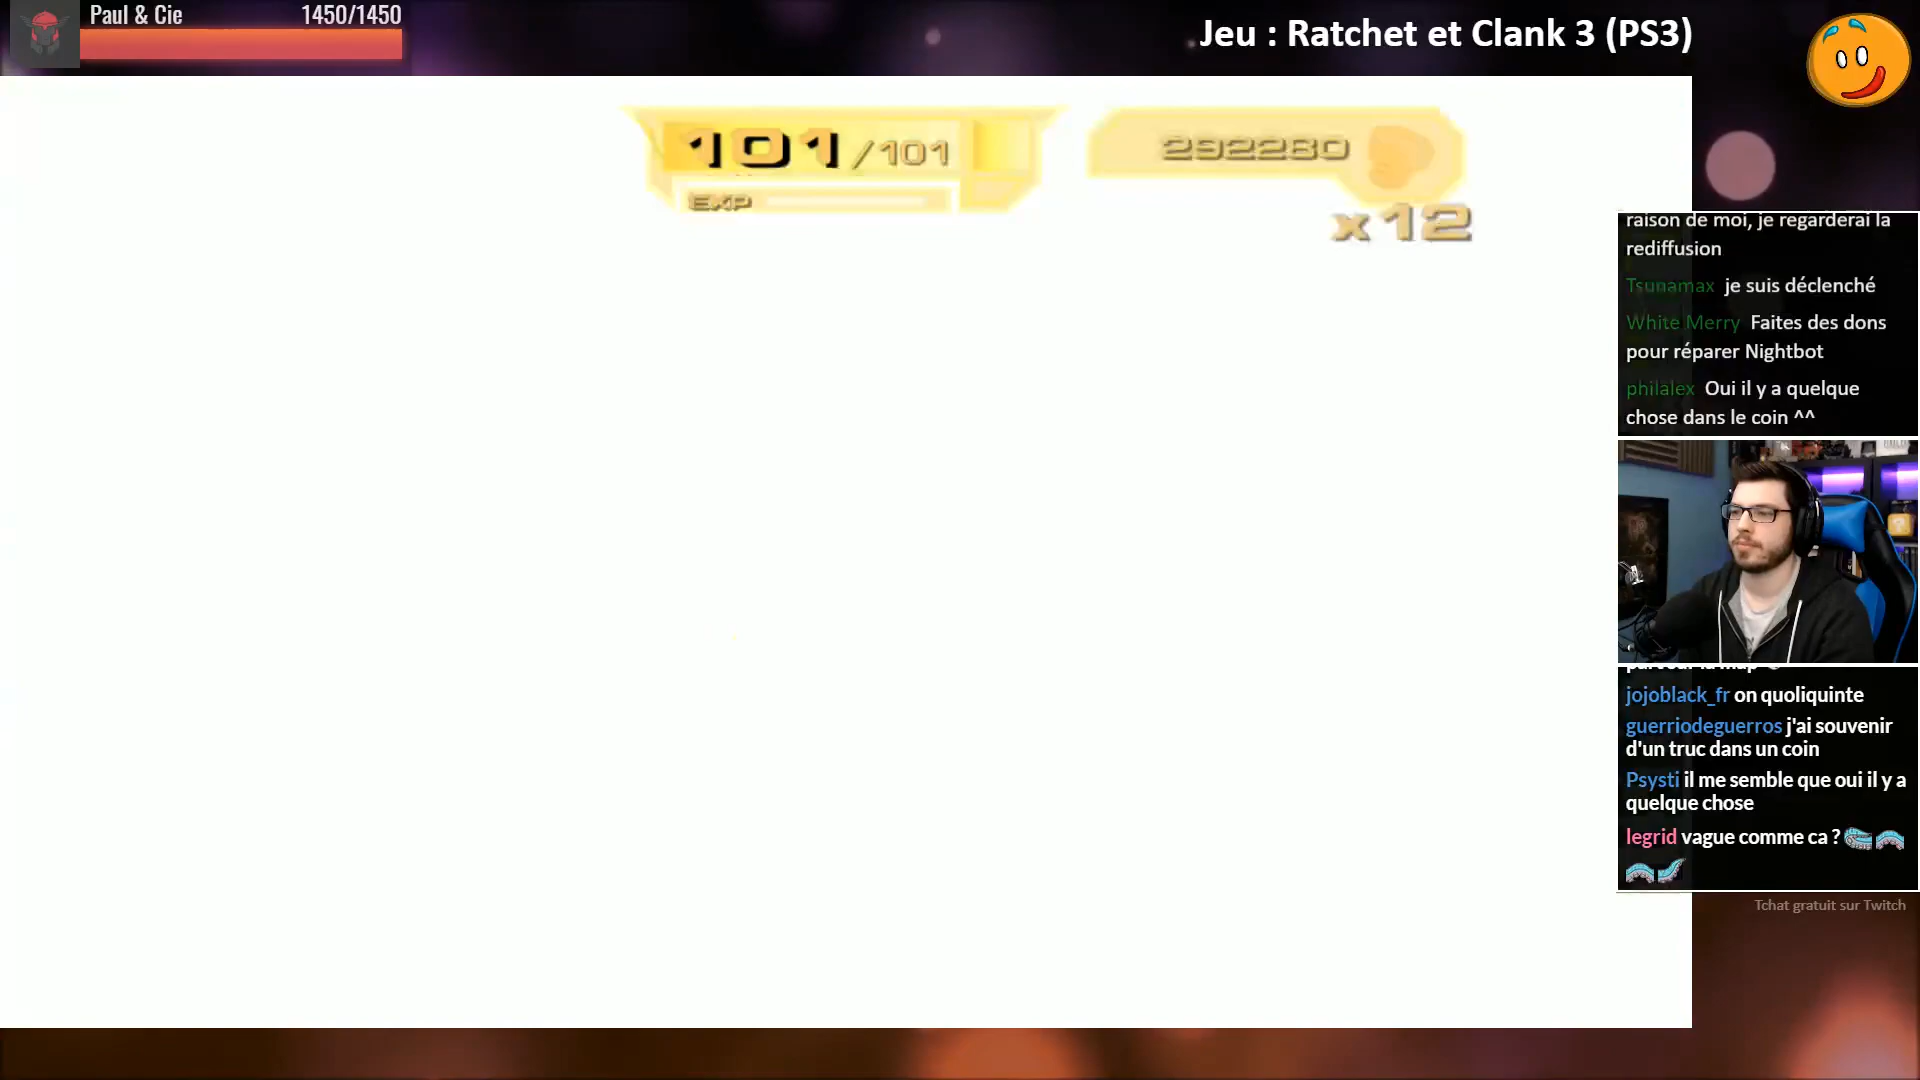 Paul & Cie 1450/1450
Jeu : Ratchet et Clank 3 (PS3)
101/101
292280
EXP
x12
raison de moi, je regarderai la
rediffusion
Tsunamax je suis déclenché
White Merry Faites des dons
pour réparer Nightbot
philalex Oui il y a quelque
chose dans le coin ^^
jojoblack_fr on quoliquinte
guerriodeguerros j'ai souvenir
d'un truc dans un coin
Psysti il me semble que oui il y a
quelque chose
legrid vague comme ca ?
Tchat gratuit sur Twitch